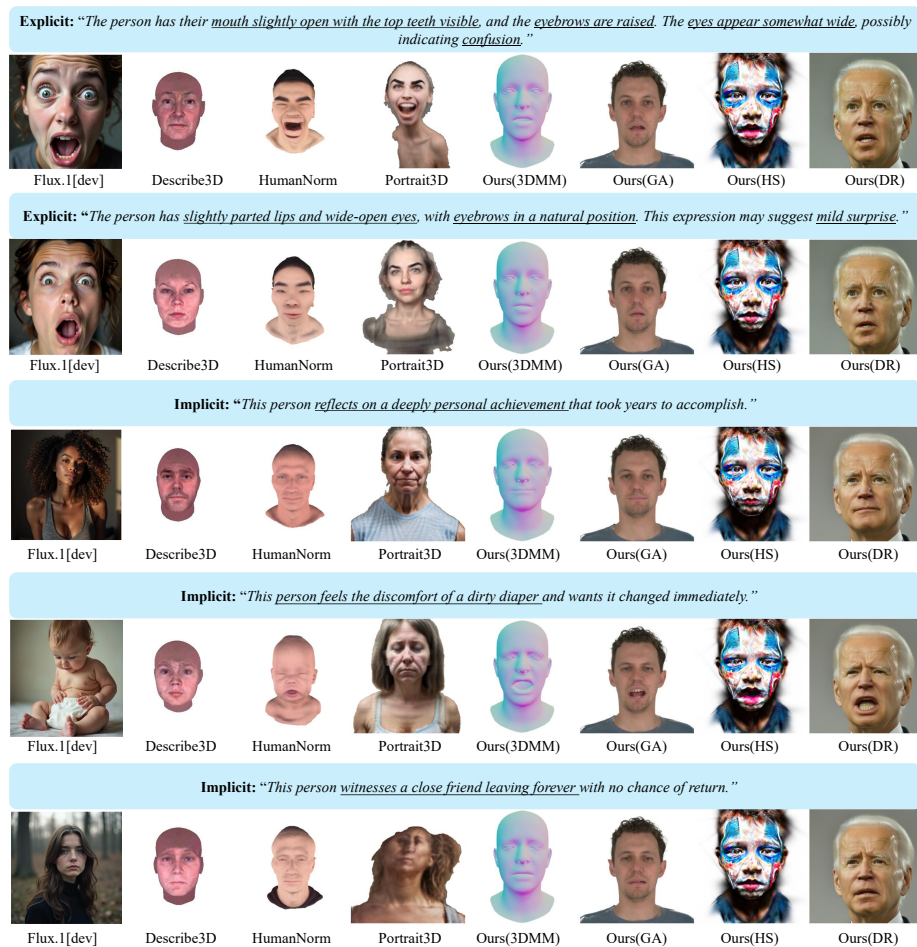 Explicit: “The person has their mouth slightly open with the top teeth visible, and the eyebrows are raised. The eyes appear somewhat wide, possibly
indicating confusion.”
Flux.1[dev] Describe3D HumanNorm Portrait3D Ours(3DMM) Ours(GA) Ours(HS) Ours(DR)
Explicit: “The person has slightly parted lips and wide-open eyes, with eyebrows in a natural position. This expression may suggest mild surprise.”
Flux.1[dev] Describe3D HumanNorm Portrait3D Ours(3DMM) Ours(GA) Ours(HS) Ours(DR)
Implicit: “This person reflects on a deeply personal achievement that took years to accomplish.”
Flux.1[dev] Describe3D HumanNorm Portrait3D Ours(3DMM) Ours(GA) Ours(HS) Ours(DR)
Implicit: “This person feels the discomfort of a dirty diaper and wants it changed immediately.”
Flux.1[dev] Describe3D HumanNorm Portrait3D Ours(3DMM) Ours(GA) Ours(HS) Ours(DR)
Implicit: “This person witnesses a close friend leaving forever with no chance of return.”
Flux.1[dev] Describe3D HumanNorm Portrait3D Ours(3DMM) Ours(GA) Ours(HS) Ours(DR)